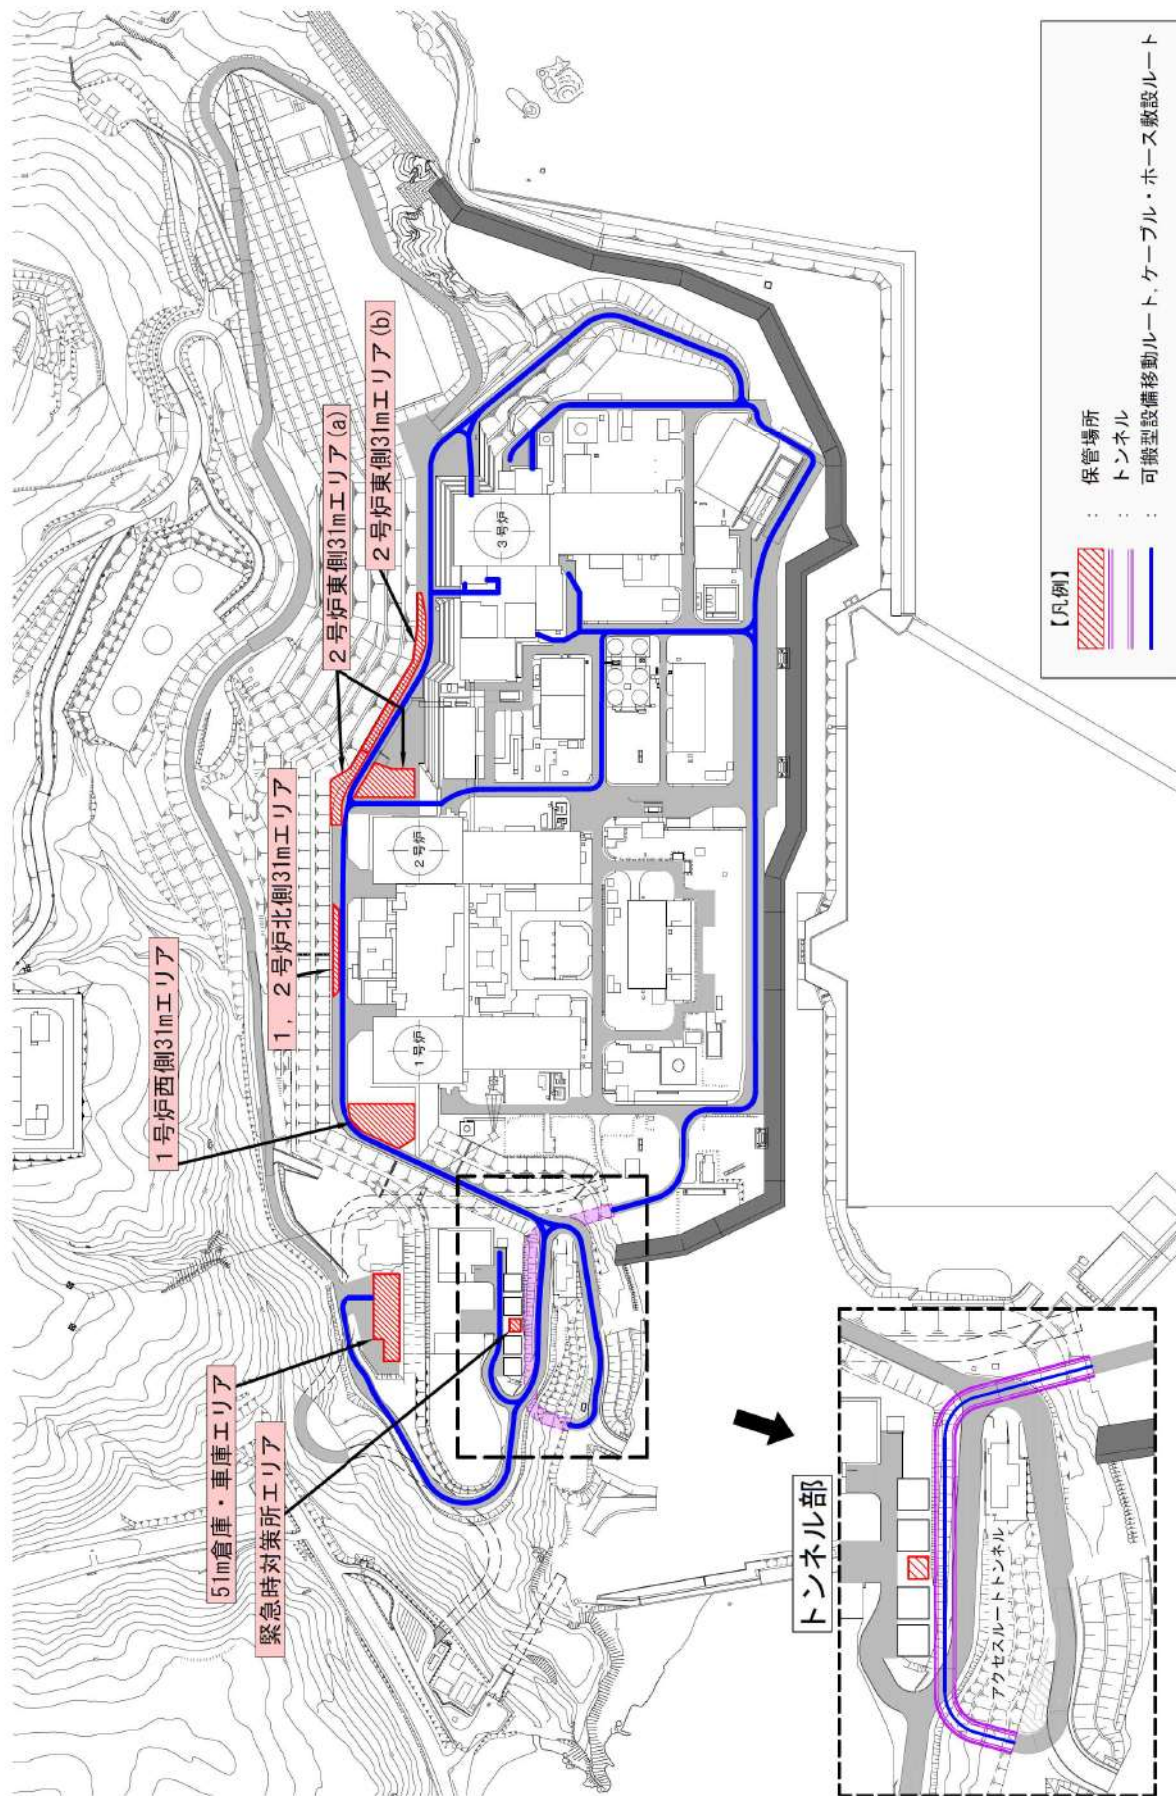 51m倉庫・車庫エリア
緊急時対策所エリア
1号炉西側31mエリア
1,2号炉北側31mエリア
2号炉東側31mエリア(a)
2号炉東側31mエリア(b)
1号炉
2号炉
3号炉
トンネル部
アクセスルートトンネル
【凡例】
: 保管場所
: トンネル
: 可搬型設備移動ルート,ケーブル・ホース敷設ルート